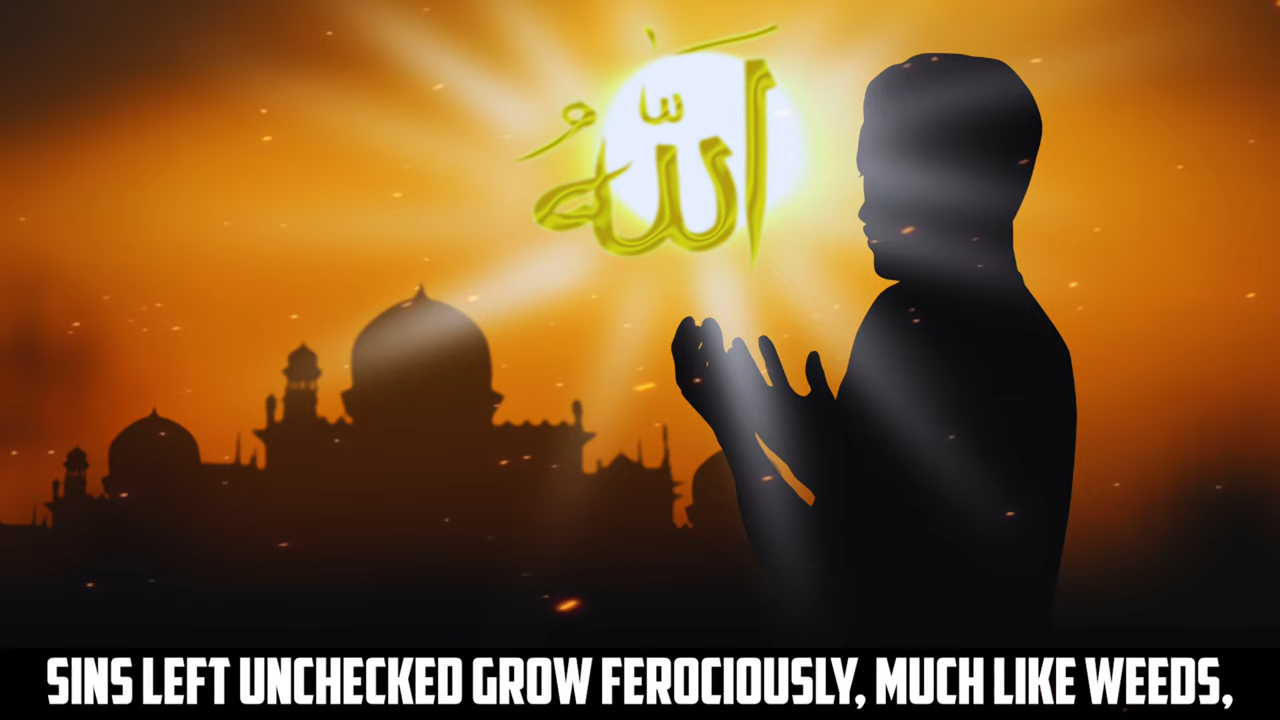 اللهُ
SINS LEFT UNCHECKED GROW FEROCIOUSLY, MUCH LIKE WEEDS,